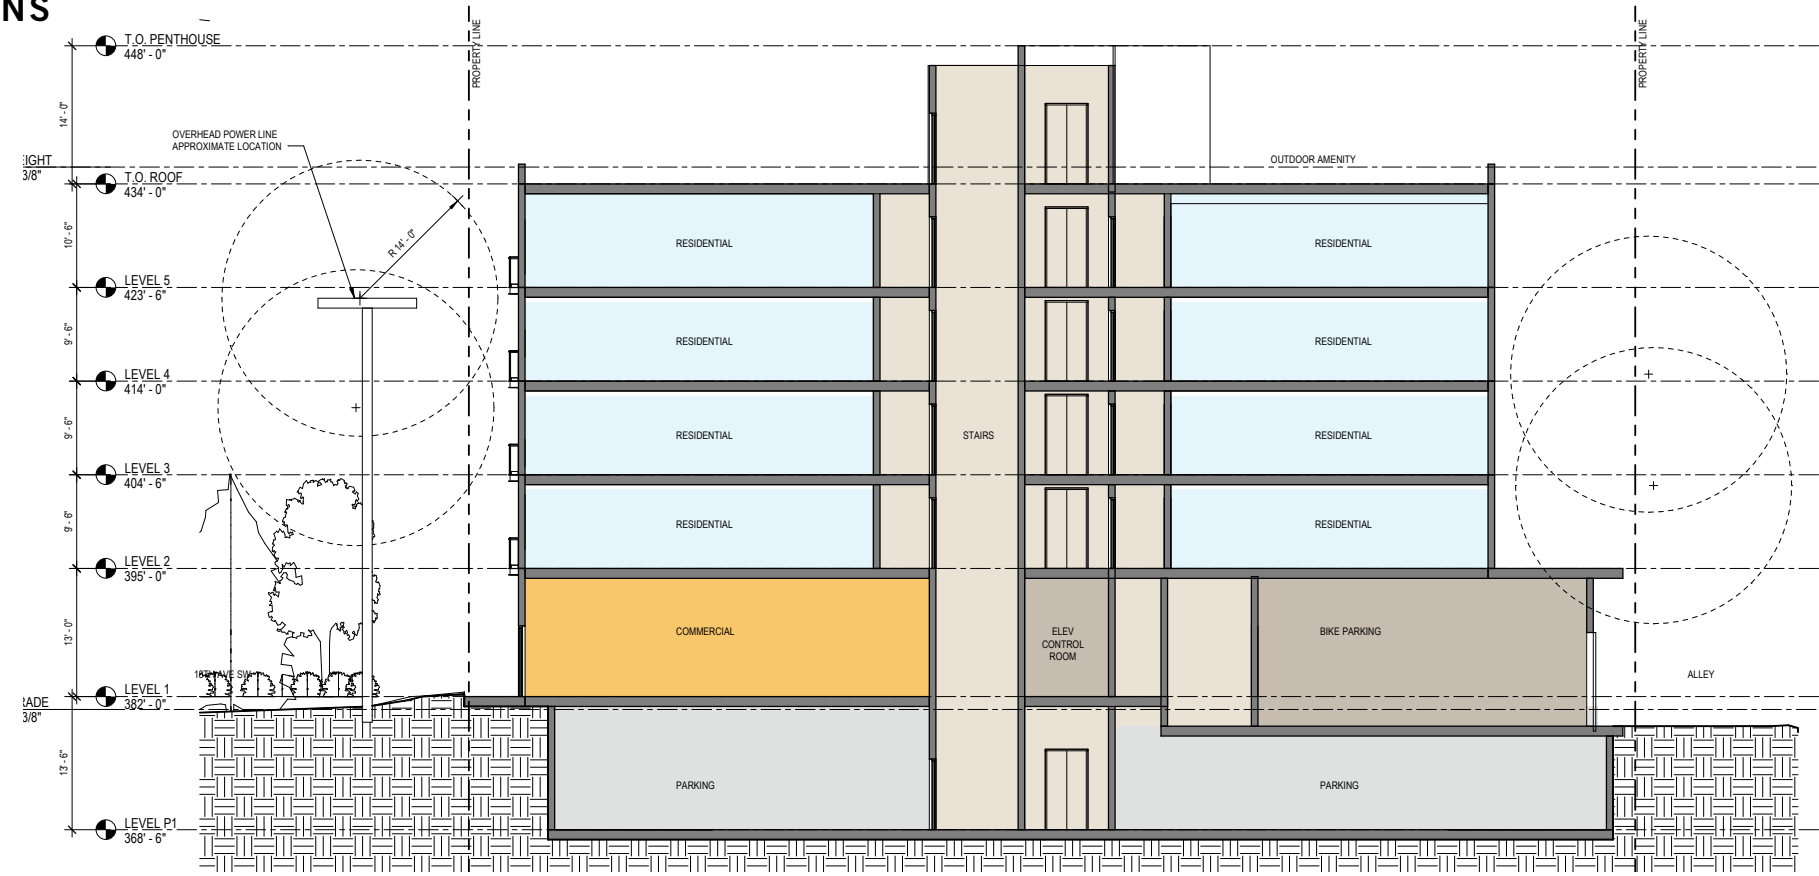 NS
T.O. PENTHOUSE
448' - 0"
PROPERTY LINE
PROPERTY LINE
14' - 0"
OVERHEAD POWER LINE
APPROXIMATE LOCATION
OUTDOOR AMENITY
IGHT
3/8"
T.O. ROOF
434' - 0"
R 14' - 0"
10' - 6"
RESIDENTIAL
RESIDENTIAL
LEVEL 5
423' - 6"
9' - 6"
RESIDENTIAL
RESIDENTIAL
LEVEL 4
414' - 0"
9' - 6"
RESIDENTIAL
STAIRS
RESIDENTIAL
LEVEL 3
404' - 6"
9' - 6"
RESIDENTIAL
RESIDENTIAL
LEVEL 2
395' - 0"
13' - 0"
COMMERCIAL
ELEV
CONTROL
ROOM
BIKE PARKING
AVE SW
ALLEY
LEVEL 1
382' - 0"
RADE
3/8"
13' - 6"
PARKING
PARKING
LEVEL P1
368' - 6"